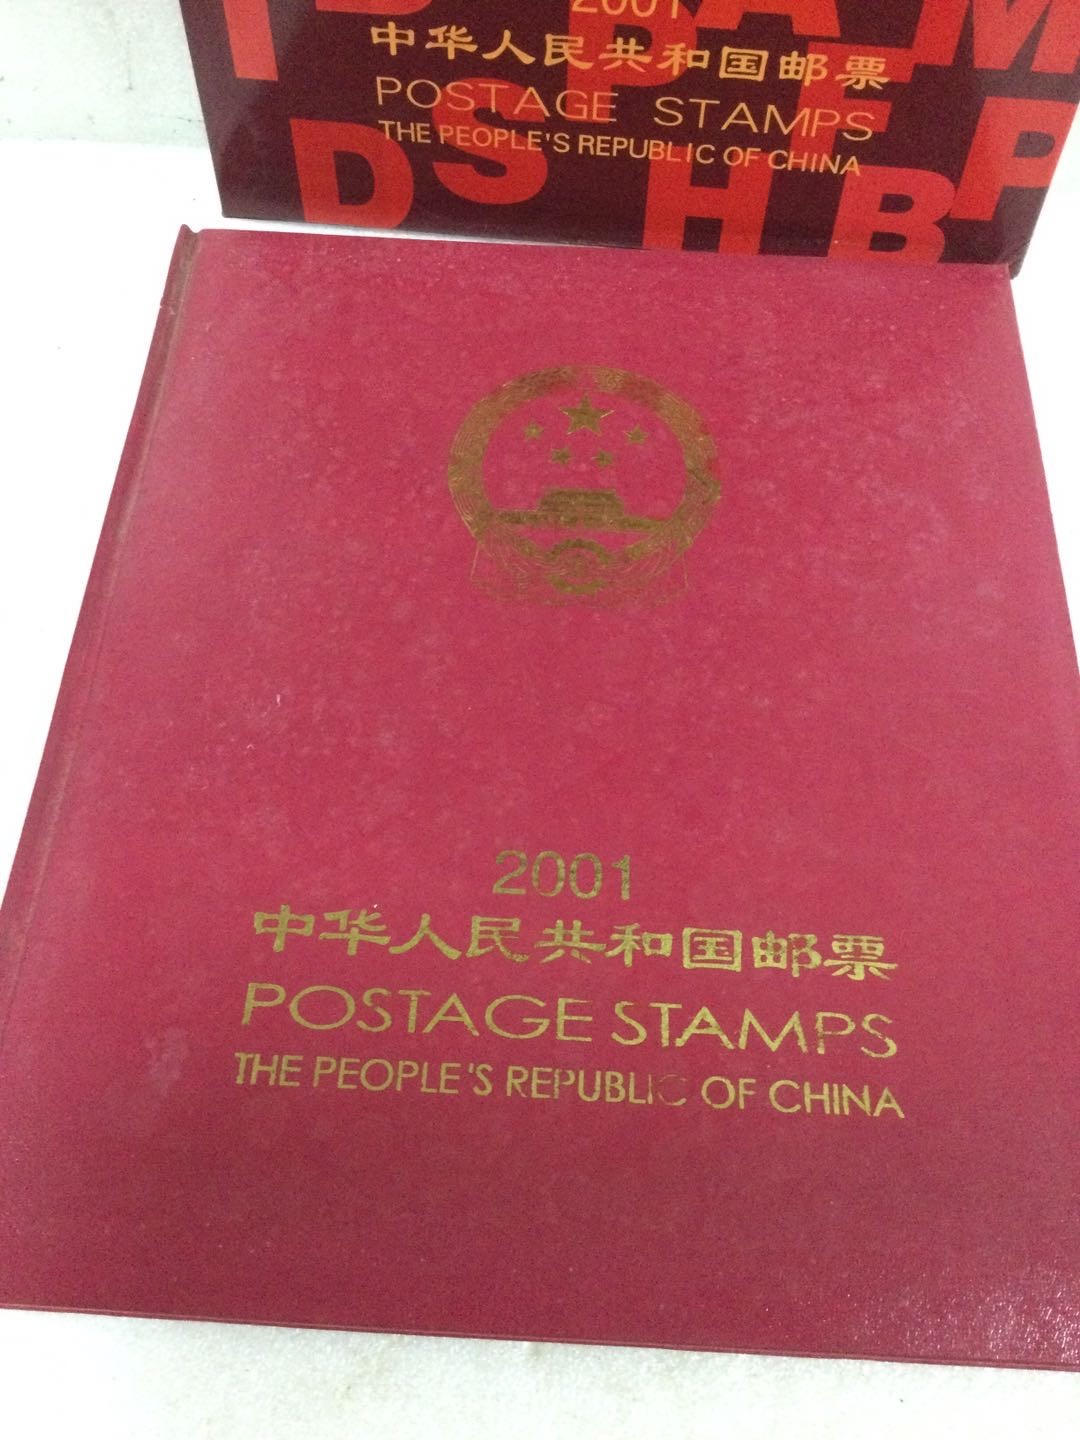 2001
中华人民共和国邮票
POSTAGE STAMPS
THE PEOPLE'S REPUBLIC OF CHINA
D S H B P
2001
中华人民共和国邮票
POSTAGE STAMPS
THE PEOPLE'S REPUBLIC OF CHINA